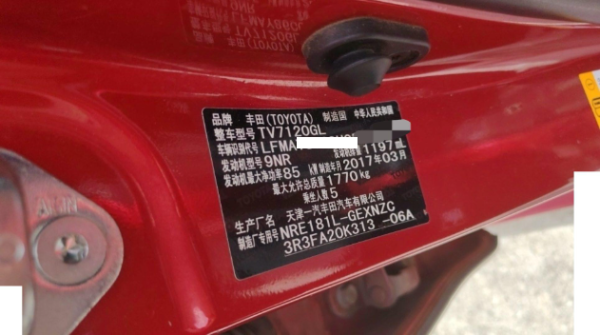 品牌 丰田(TOYOTA) 制造国 中华人民共和国
整车型号 TV7120GL
车辆识别代号 LFMA
发动机型号 9NR 发动机排量 1197 mL
发动机最大净功率 85 kW 制造年月 2017年03月
最大允许总质量 1770 kg
乘坐人数 5
生产厂名 天津一汽丰田汽车有限公司
制造厂专用号 NRE181L-GEXNZC
3R3FA20K313 -06A